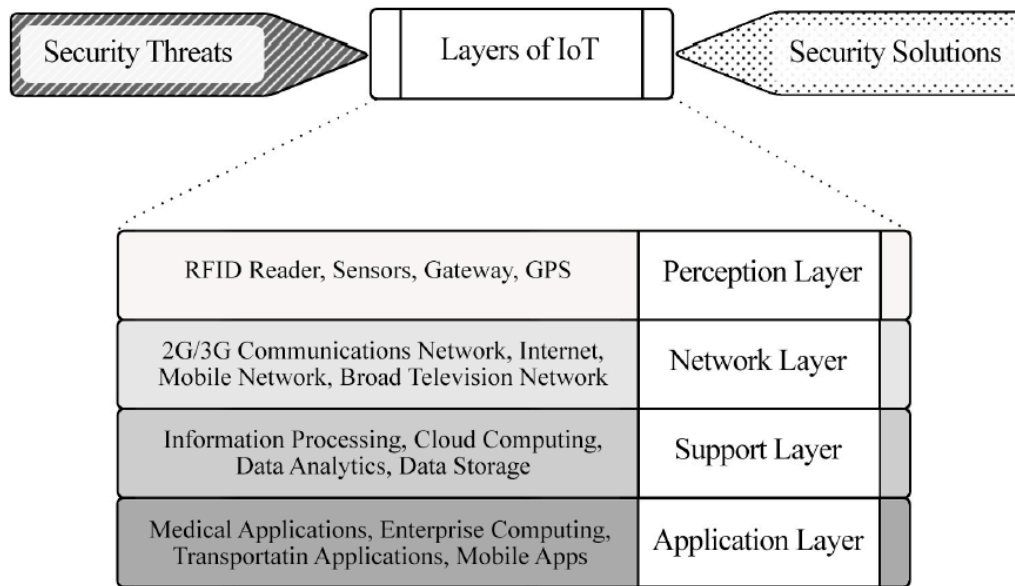 Security Threats
Layers of IoT
Security Solutions
RFID Reader, Sensors, Gateway, GPS
Perception Layer
2G/3G Communications Network, Internet,
Mobile Network, Broad Television Network
Network Layer
Information Processing, Cloud Computing,
Data Analytics, Data Storage
Support Layer
Medical Applications, Enterprise Computing,
Transportatin Applications, Mobile Apps
Application Layer